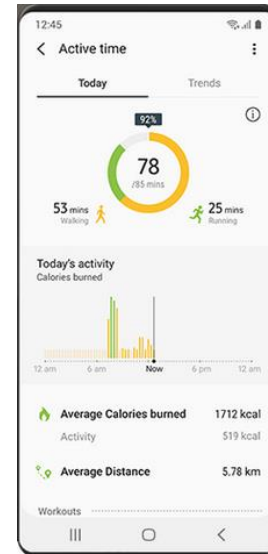 12:45
Active time
Today Trends
92%
78
/85 mins
53 mins 25 mins
Walking Running
Today's activity
Calories burned
12 am 6 am Now 6 pm 12 am
Average Calories burned 1712 kcal
Activity 519 kcal
Average Distance 5.78 km
Workouts